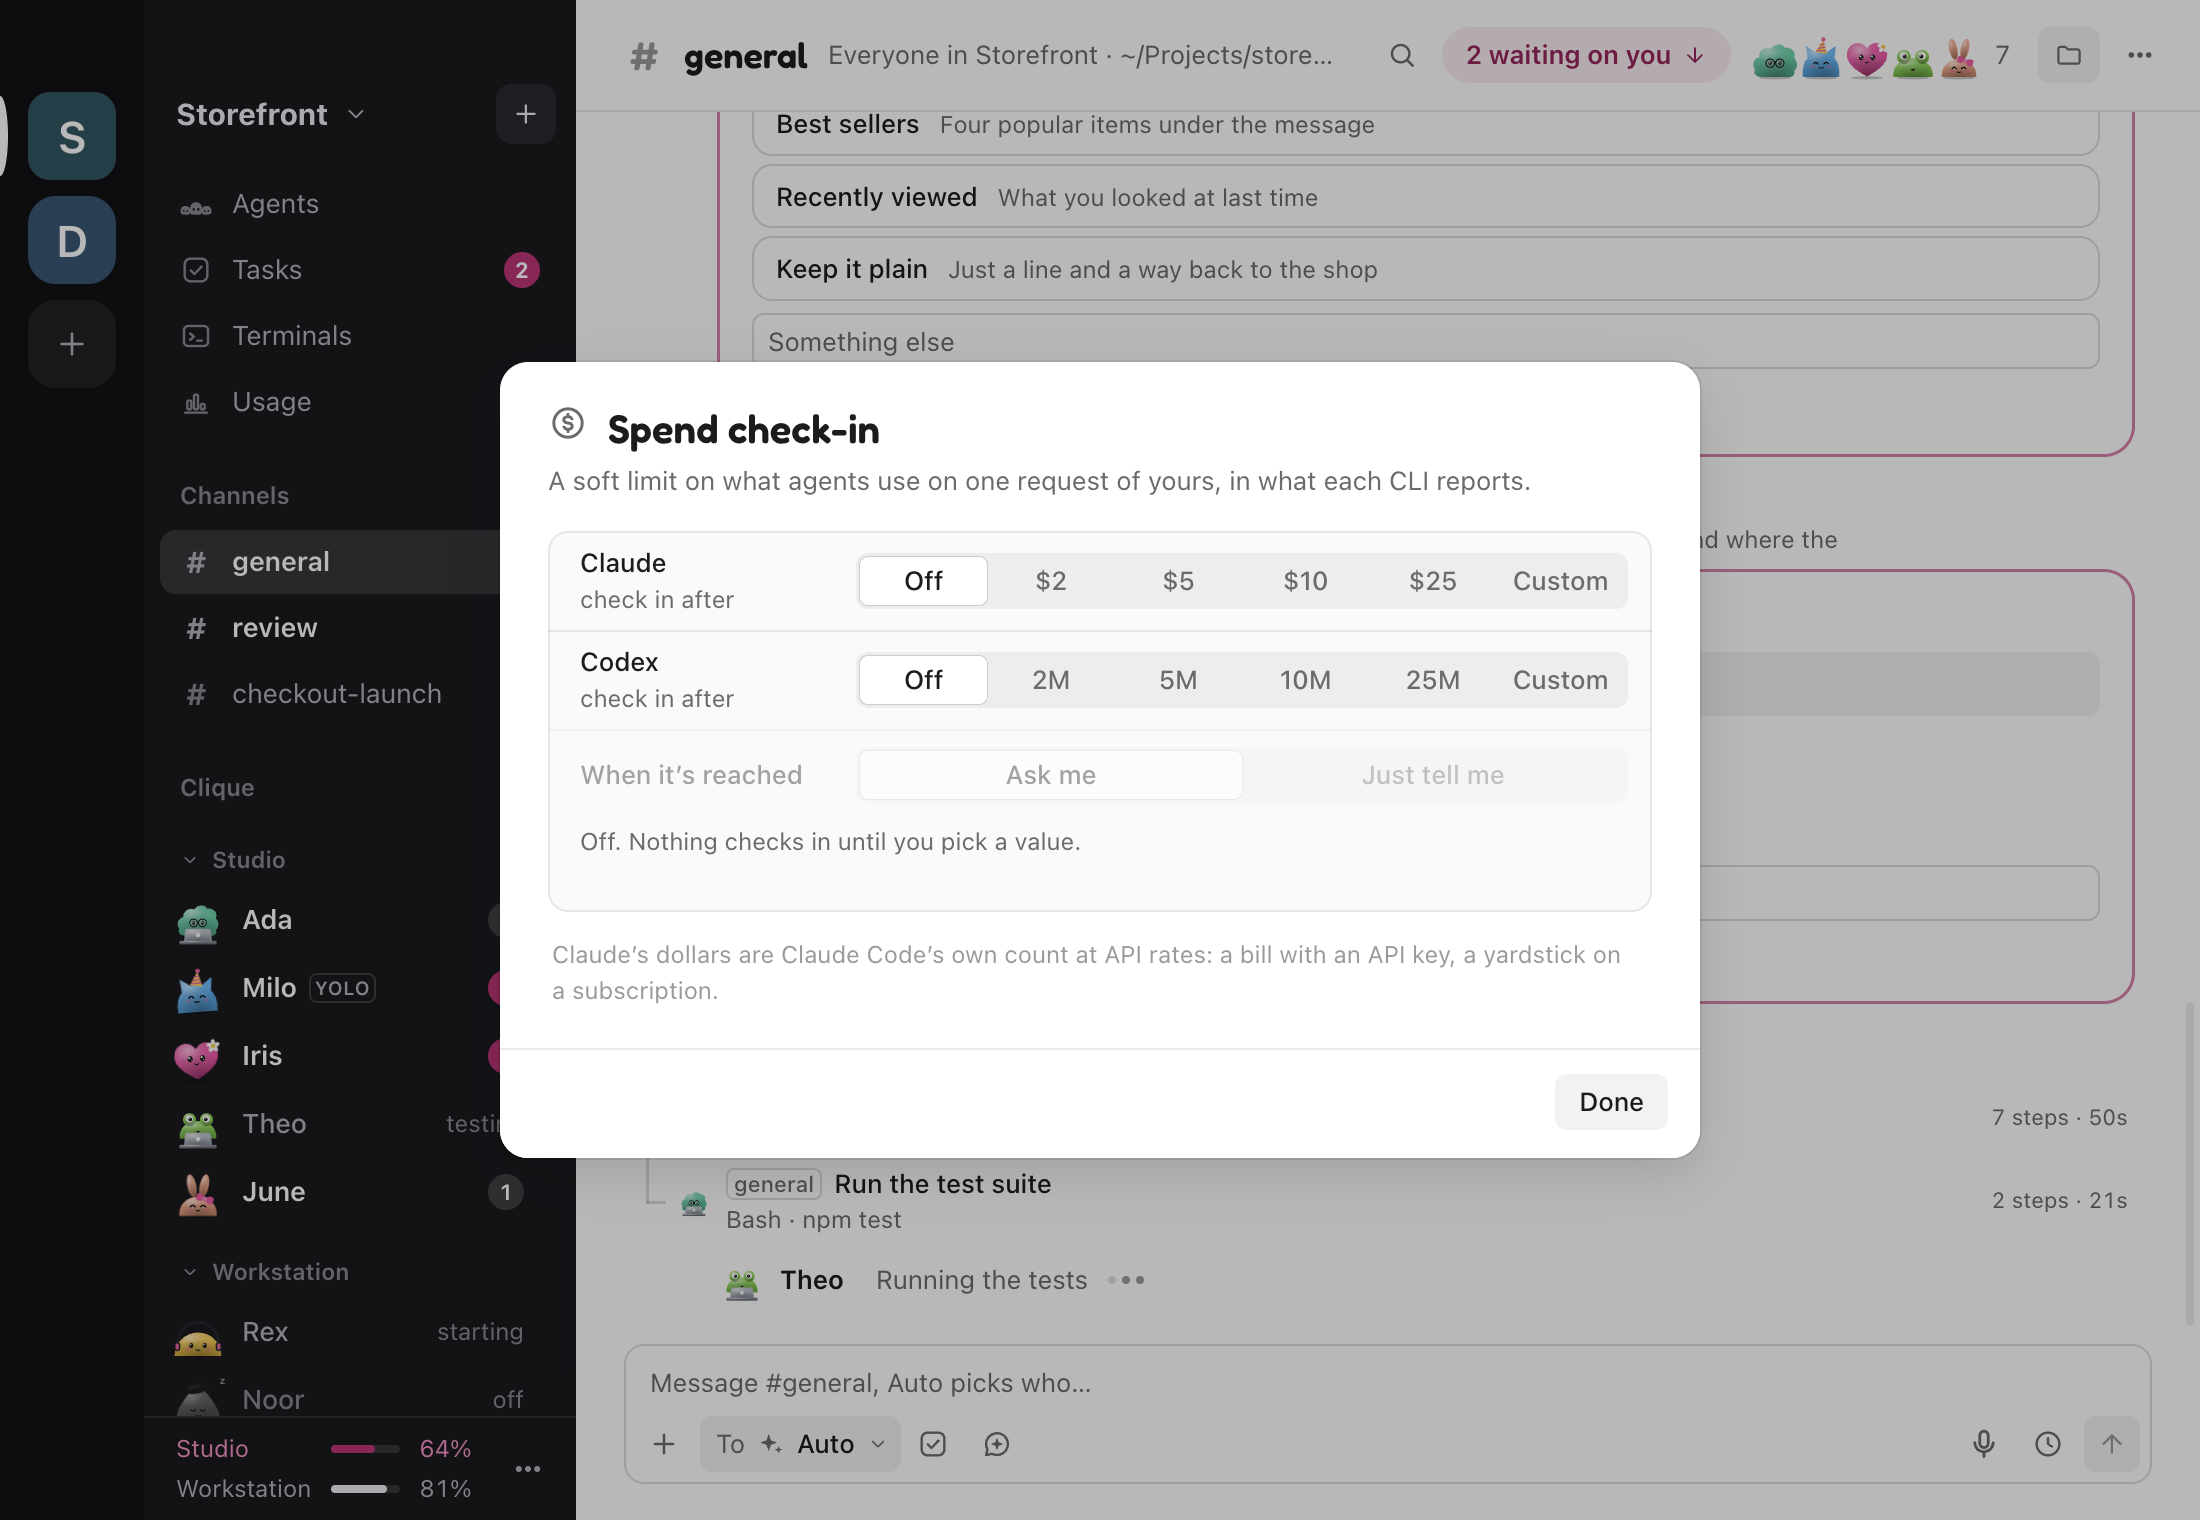 S
D
Storefront
Agents
Tasks 2
Terminals
Usage
Channels
# general
# review
# checkout-launch
Clique
Studio
Ada
Milo YOLO
Iris
Theo
June 1
Workstation
Rex starting
Noor off
Studio 64%
Workstation 81%
# general Everyone in Storefront · ~/Projects/store... 2 waiting on you 7
Best sellers Four popular items under the message
Recently viewed What you looked at last time
Keep it plain Just a line and a way back to the shop
Something else
where the
Spend check-in
A soft limit on what agents use on one request of yours, in what each CLI reports.
Claude
check in after
Off $2 $5 $10 $25 Custom
Codex
check in after
Off 2M 5M 10M 25M Custom
When it’s reached Ask me Just tell me
Off. Nothing checks in until you pick a value.
Claude’s dollars are Claude Code’s own count at API rates: a bill with an API key, a yardstick on
a subscription.
Done
7 steps · 50s
general Run the test suite
2 steps · 21s
Bash · npm test
Theo Running the tests
Message #general, Auto picks who...
To Auto